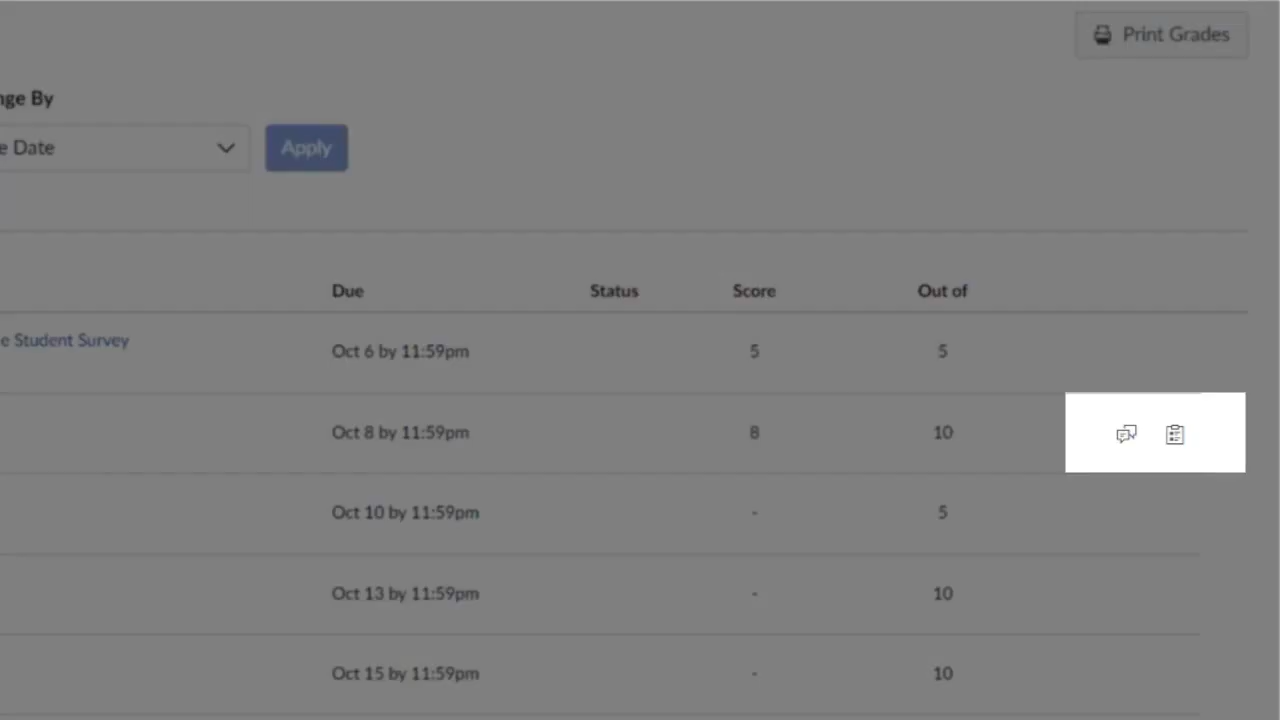 Print Grades
nge By
e Date
Apply
Due Status Score Out of
e Student Survey
Oct 6 by 11:59pm 5 5
Oct 8 by 11:59pm 8 10
Oct 10 by 11:59pm - 5
Oct 13 by 11:59pm - 10
Oct 15 by 11:59pm - 10